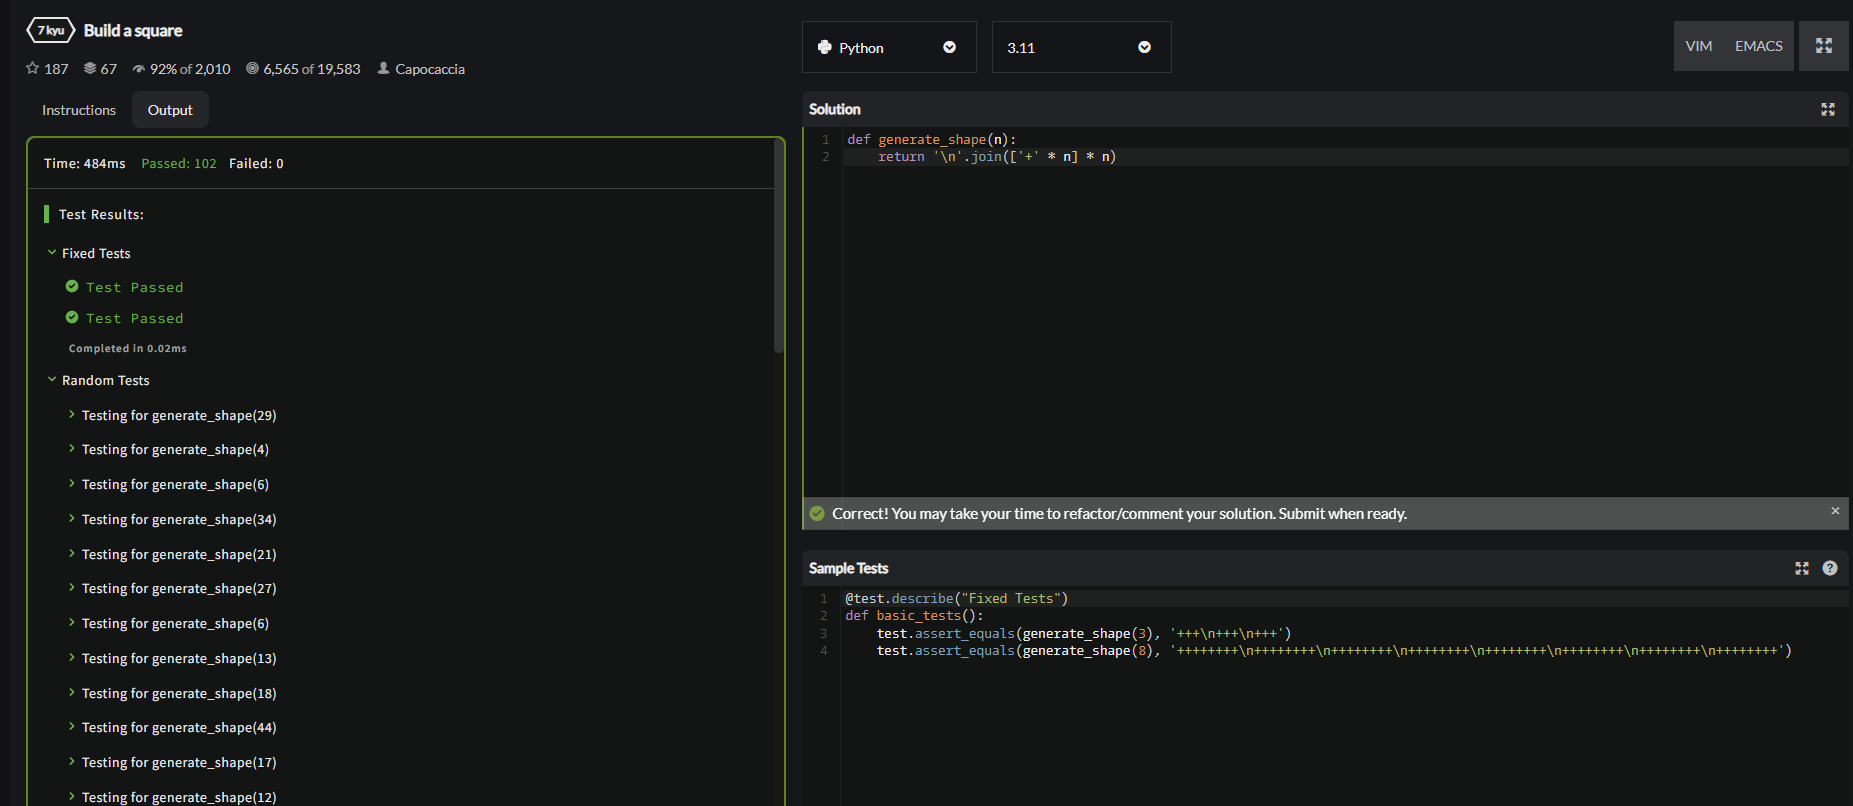 7 kyu Build a square
187 67 92% of 2,010 6,565 of 19,583 Capocaccia
Instructions Output
Time: 484ms Passed: 102 Failed: 0
Test Results:
Fixed Tests
Test Passed
Test Passed
Completed in 0.02ms
Random Tests
Testing for generate_shape(29)
Testing for generate_shape(4)
Testing for generate_shape(6)
Testing for generate_shape(34)
Testing for generate_shape(21)
Testing for generate_shape(27)
Testing for generate_shape(6)
Testing for generate_shape(13)
Testing for generate_shape(18)
Testing for generate_shape(44)
Testing for generate_shape(17)
Testing for generate_shape(12)
Python 3.11 VIM EMACS
Solution
1 def generate_shape(n):
2     return '\n'.join(['+' * n] * n)
Correct! You may take your time to refactor/comment your solution. Submit when ready.
Sample Tests
1 @test.describe("Fixed Tests")
2 def basic_tests():
3     test.assert_equals(generate_shape(3), '+++\n+++\n+++')
4     test.assert_equals(generate_shape(8), '++++++++\n++++++++\n++++++++\n++++++++\n++++++++\n++++++++\n++++++++\n++++++++')